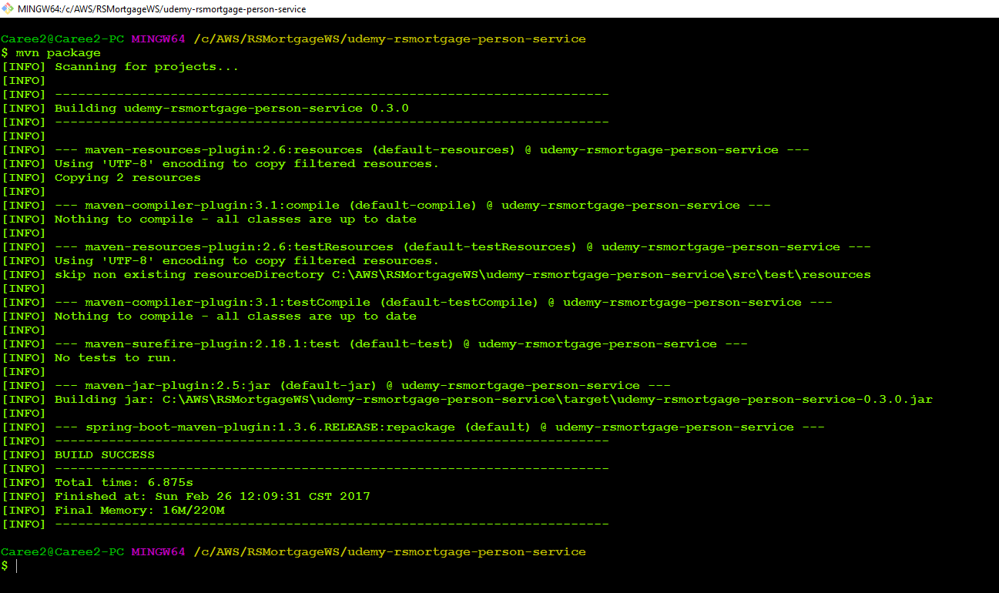 MINGW64:/c/AWS/RSMortgageWS/udemy-rsmortgage-person-service
Caree2@Caree2-PC MINGW64 /c/AWS/RSMortgageWS/udemy-rsmortgage-person-service
$ mvn package
[INFO] Scanning for projects...
[INFO]
[INFO] ------------------------------------------------------------------------
[INFO] Building udemy-rsmortgage-person-service 0.3.0
[INFO] ------------------------------------------------------------------------
[INFO]
[INFO] --- maven-resources-plugin:2.6:resources (default-resources) @ udemy-rsmortgage-person-service ---
[INFO] Using 'UTF-8' encoding to copy filtered resources.
[INFO] Copying 2 resources
[INFO]
[INFO] --- maven-compiler-plugin:3.1:compile (default-compile) @ udemy-rsmortgage-person-service ---
[INFO] Nothing to compile - all classes are up to date
[INFO]
[INFO] --- maven-resources-plugin:2.6:testResources (default-testResources) @ udemy-rsmortgage-person-service ---
[INFO] Using 'UTF-8' encoding to copy filtered resources.
[INFO] skip non existing resourceDirectory C:\AWS\RSMortgageWS\udemy-rsmortgage-person-service\src\test\resources
[INFO]
[INFO] --- maven-compiler-plugin:3.1:testCompile (default-testCompile) @ udemy-rsmortgage-person-service ---
[INFO] Nothing to compile - all classes are up to date
[INFO]
[INFO] --- maven-surefire-plugin:2.18.1:test (default-test) @ udemy-rsmortgage-person-service ---
[INFO] No tests to run.
[INFO]
[INFO] --- maven-jar-plugin:2.5:jar (default-jar) @ udemy-rsmortgage-person-service ---
[INFO] Building jar: C:\AWS\RSMortgageWS\udemy-rsmortgage-person-service\target\udemy-rsmortgage-person-service-0.3.0.jar
[INFO]
[INFO] --- spring-boot-maven-plugin:1.3.6.RELEASE:repackage (default) @ udemy-rsmortgage-person-service ---
[INFO] ------------------------------------------------------------------------
[INFO] BUILD SUCCESS
[INFO] ------------------------------------------------------------------------
[INFO] Total time: 6.875s
[INFO] Finished at: Sun Feb 26 12:09:31 CST 2017
[INFO] Final Memory: 16M/220M
[INFO] ------------------------------------------------------------------------
Caree2@Caree2-PC MINGW64 /c/AWS/RSMortgageWS/udemy-rsmortgage-person-service
$